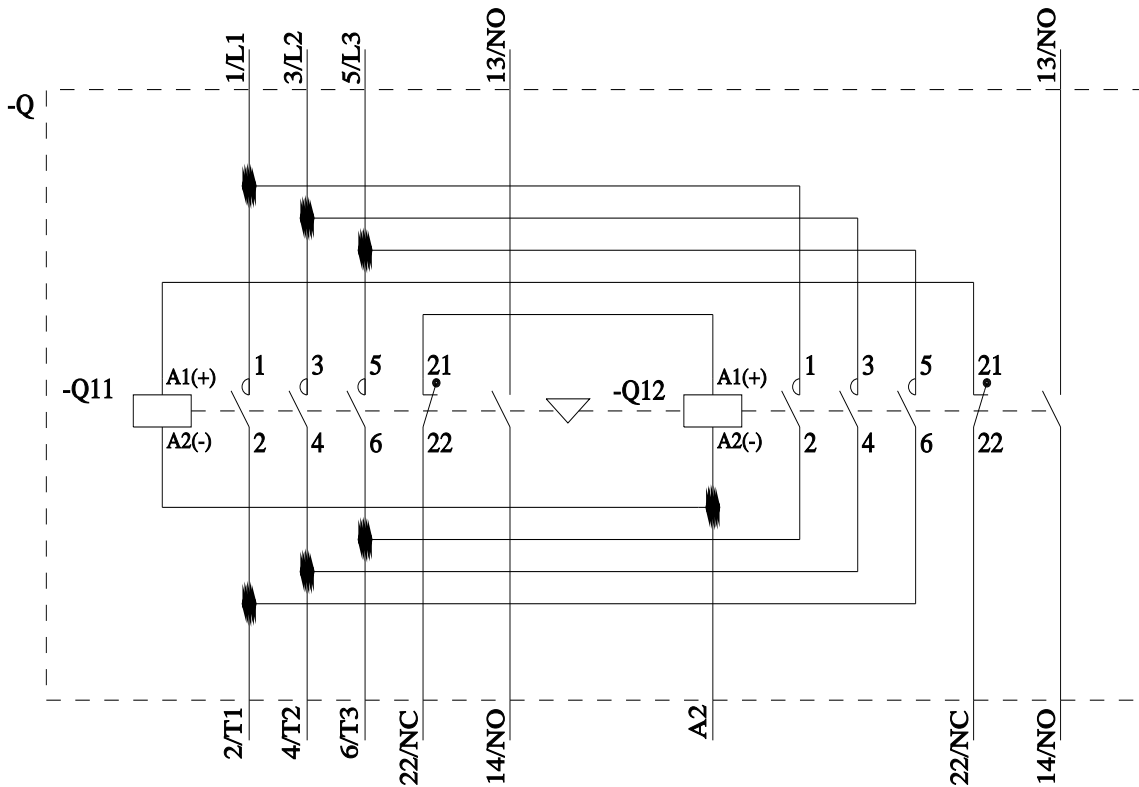 1/L1
3/L2
5/L3
13/NO
13/NO
-Q
1
3
5
21
1
3
5
21
A1(+)
A1(+)
-Q11
-Q12
A2(-)
2
4
6
22
A2(-)
2
4
6
22
2/T1
4/T2
6/T3
22/NC
14/NO
A2
22/NC
14/NO